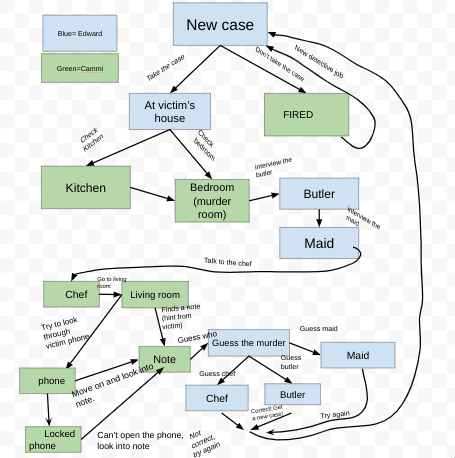 New case
Blue= Edward
Green=Cammi
Take the case
Don't take the case
New detective job
At victim's
house
FIRED
Check
Kitchen
Check
bedroom
Kitchen
Bedroom
(murder
room)
interview the
butler
Butler
interview the
maid
Maid
Talk to the chef
Chef
Go to living
room
Living room
Finds a note
(hint from
victim)
Try to look
through
victim phone
Guess who
Guess the murder
Guess maid
Maid
Note
Guess chef
Guess
butler
phone
Move on and look into
note.
Chef
Butler
Correct! Get
a new case!
Try again
Locked
phone
Can't open the phone,
look into note
Not
correct,
try again